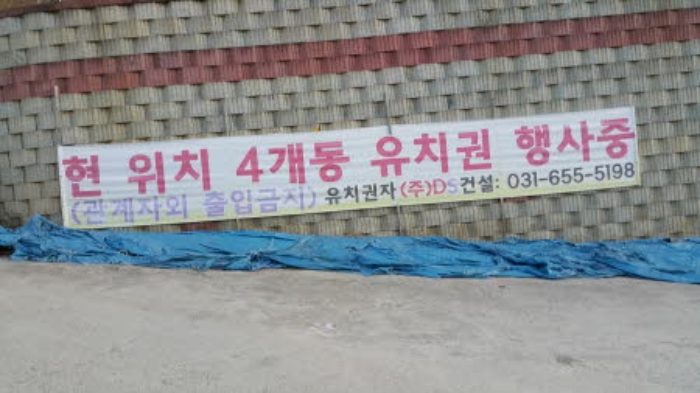 현 위치 4개동 유치권 행사중
(관계자외 출입금지) 유치권자 (주)DS건설: 031-655-5198